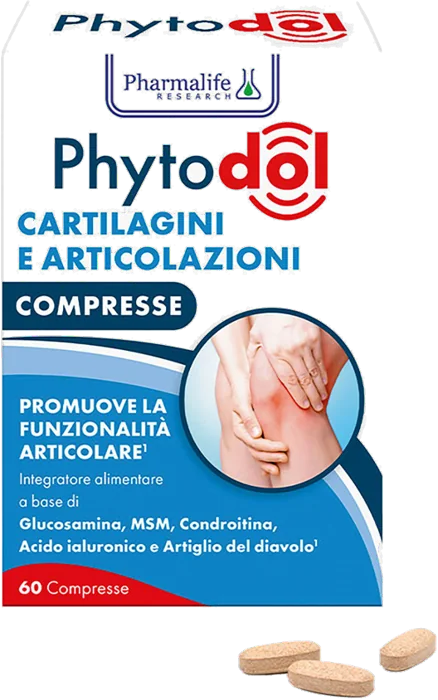 Phytodol
Pharmalife
RESEARCH
Phytodol
CARTILAGINI
E ARTICOLAZIONI
COMPRESSE
PROMUOVE LA
FUNZIONALITÀ
ARTICOLARE¹
Integratore alimentare
a base di
Glucosamina, MSM, Condroitina,
Acido ialuronico e Artiglio del diavolo¹
60 Compresse